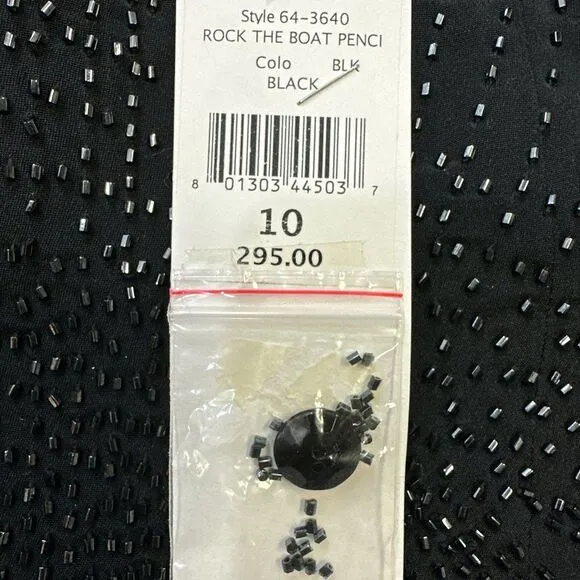 Style 64-3640
ROCK THE BOAT PENCI
Colo BLK
BLACK
8 01303 44503 7
10
295.00